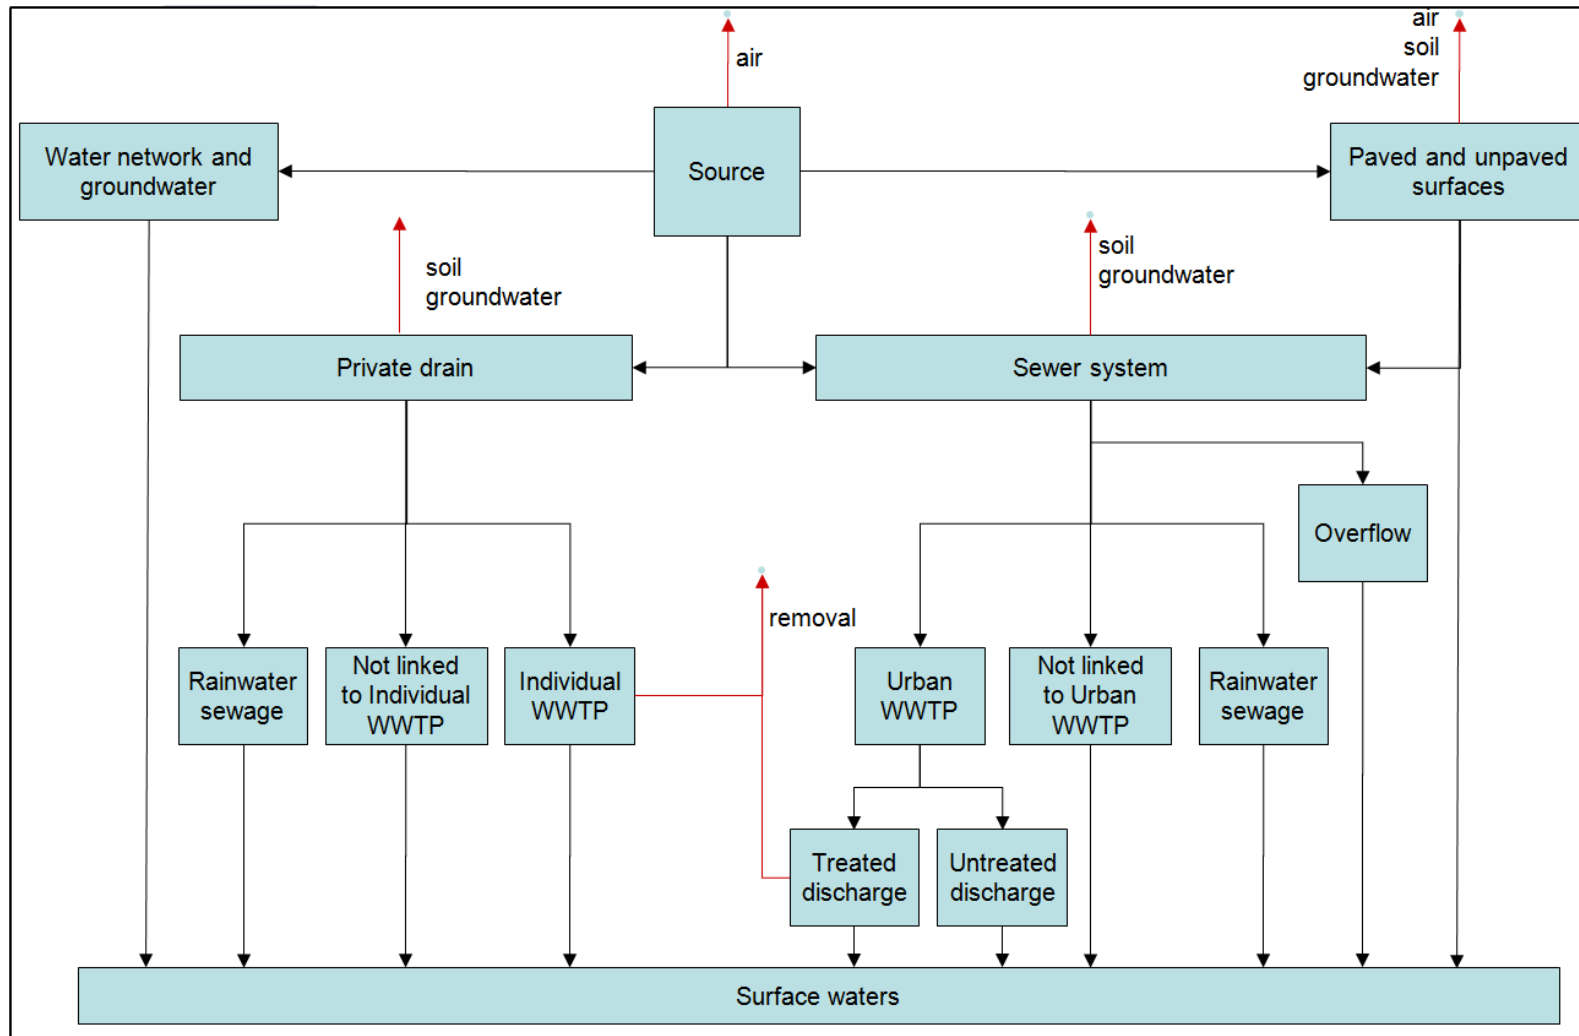 air
air
soil
groundwater
Water network and
groundwater
Source
Paved and unpaved
surfaces
soil
groundwater
soil
groundwater
Private drain
Sewer system
Overflow
removal
Rainwater
sewage
Not linked
to Individual
WWTP
Individual
WWTP
Urban
WWTP
Not linked
to Urban
WWTP
Rainwater
sewage
Treated
discharge
Untreated
discharge
Surface waters